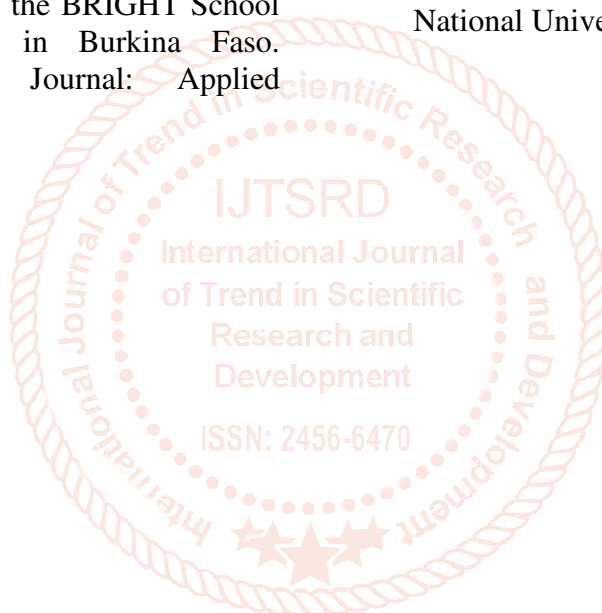 the BRIGHT School
in Burkina Faso.
Journal: Applied
National Unive
International Journal of Trend in Scientific Research and Development
IJTSRD
International Journal
of Trend in Scientific
Research and
Development
ISSN: 2456-6470